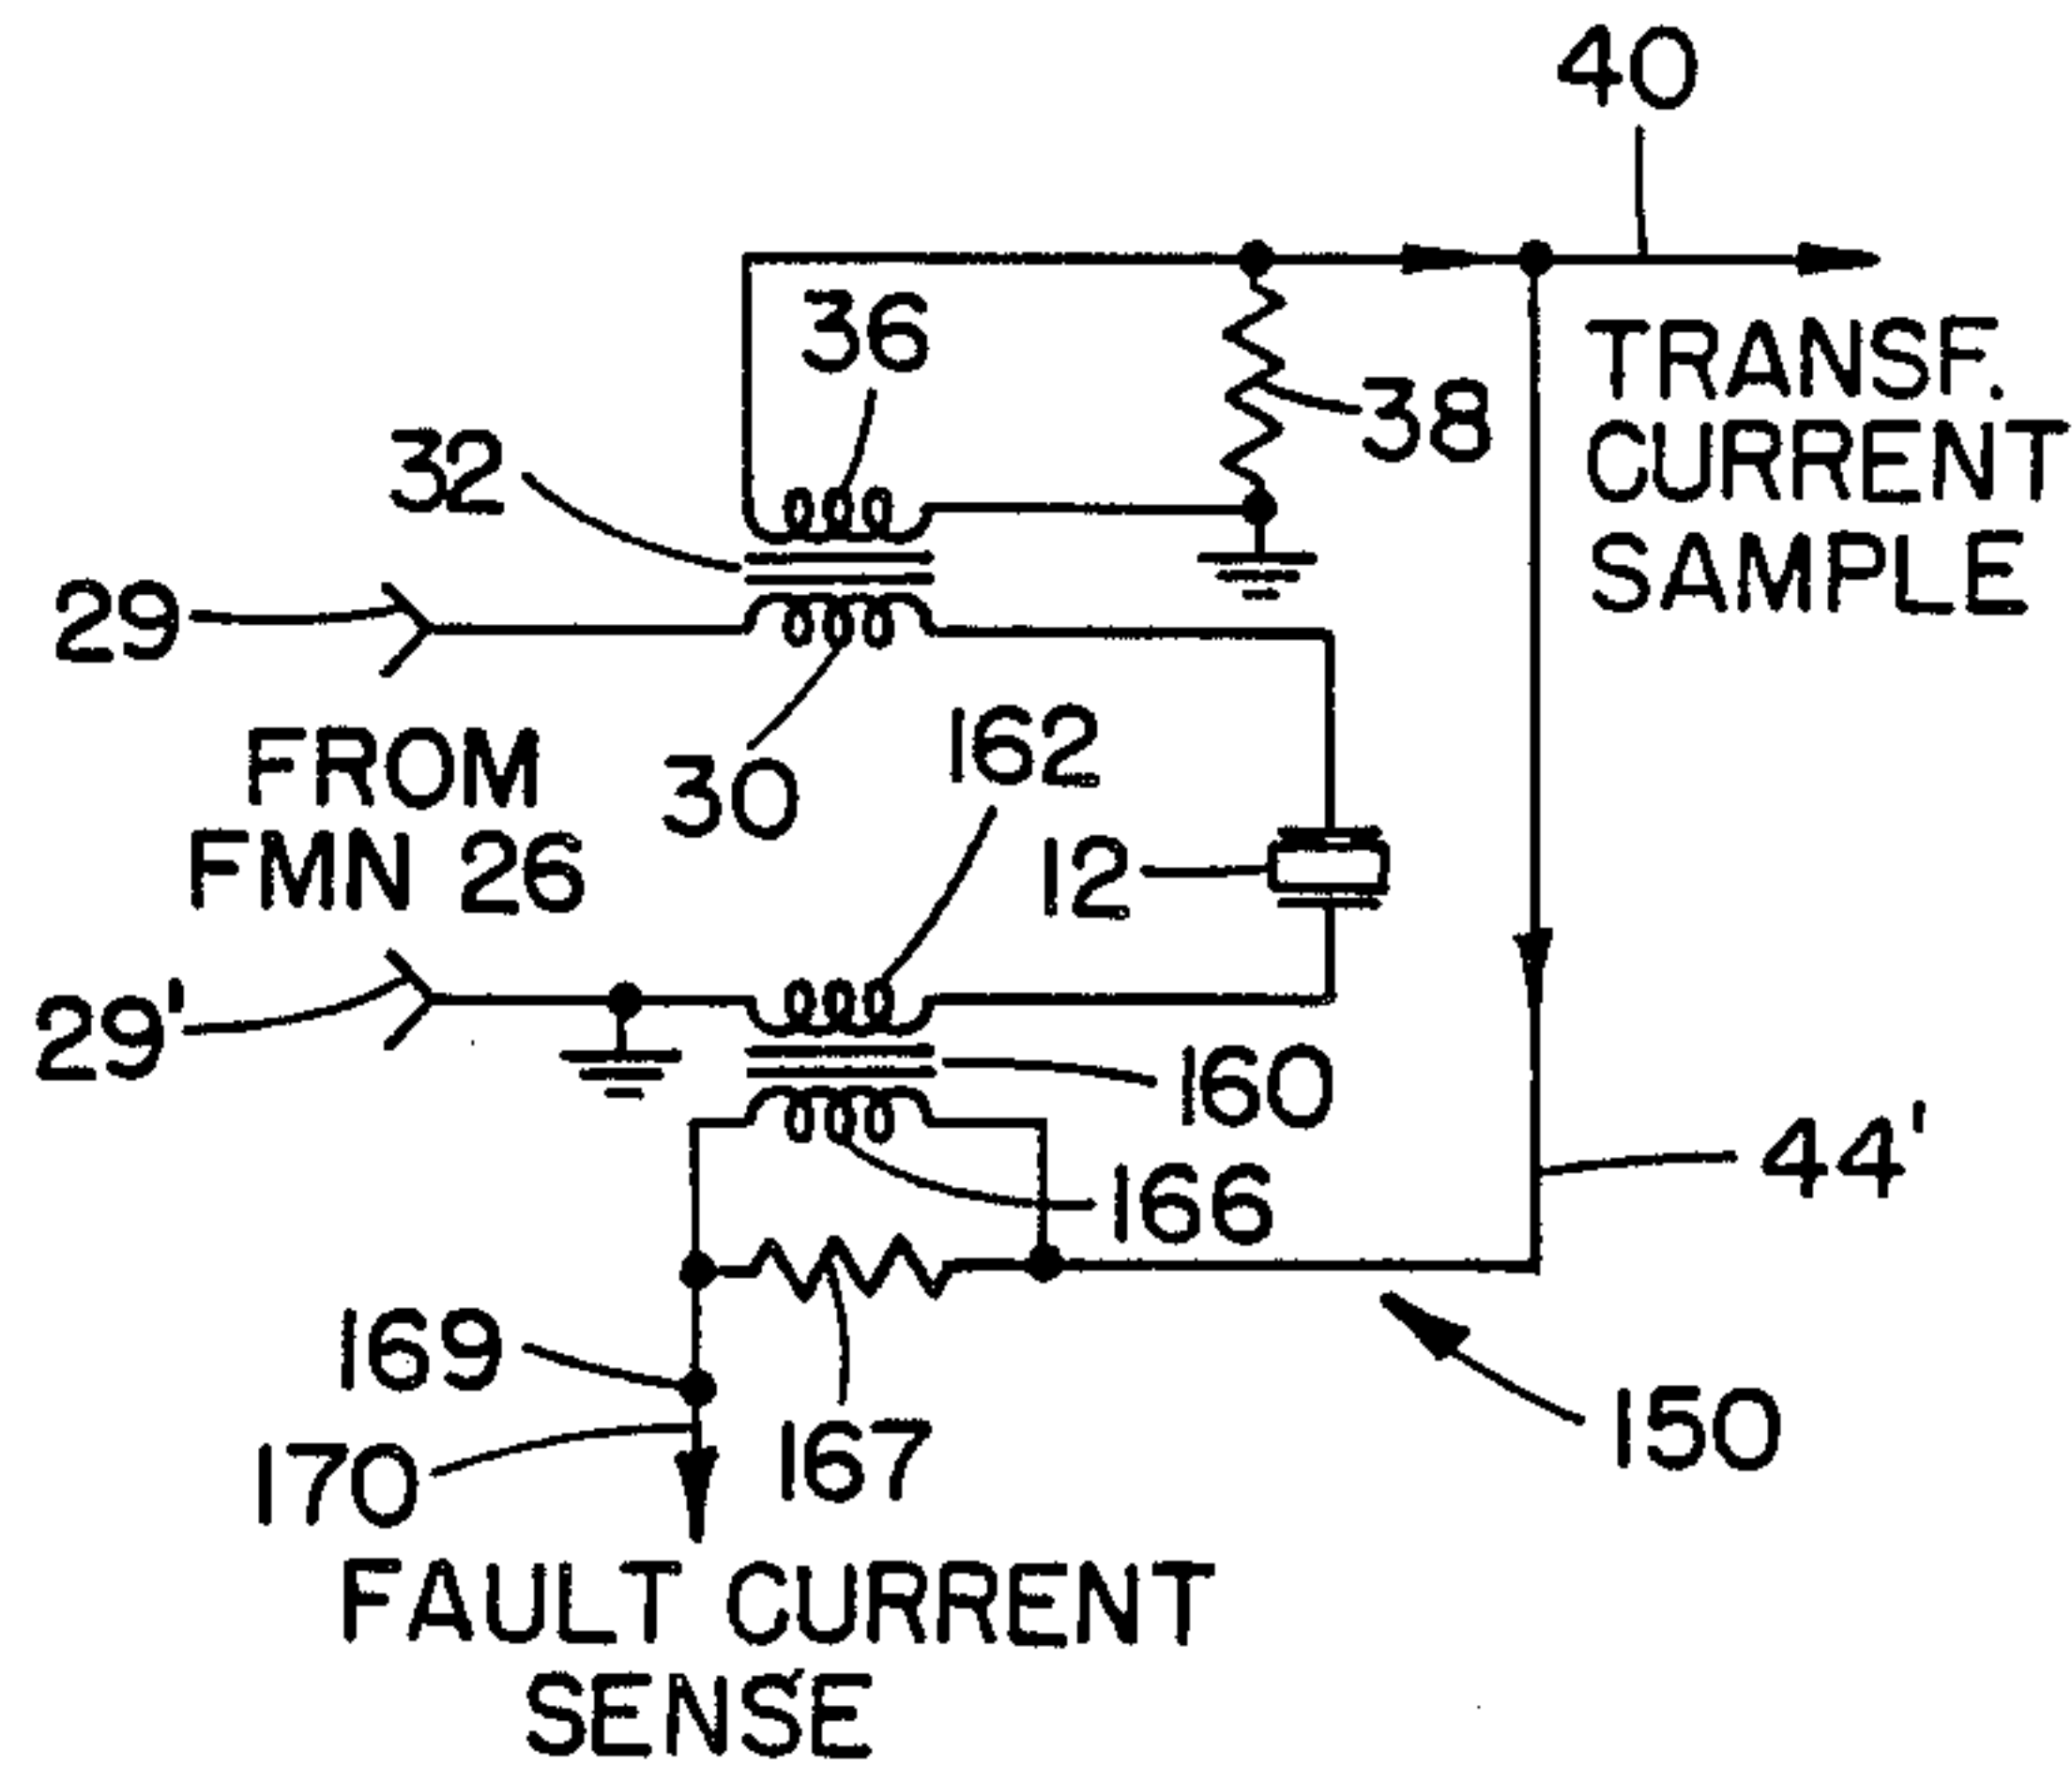 40
36
38
32
TRANSF.
CURRENT
SAMPLE
29
FROM
FMN 26
30
162
12
29'
160
44'
166
169
170
167
150
FAULT CURRENT
SENSE